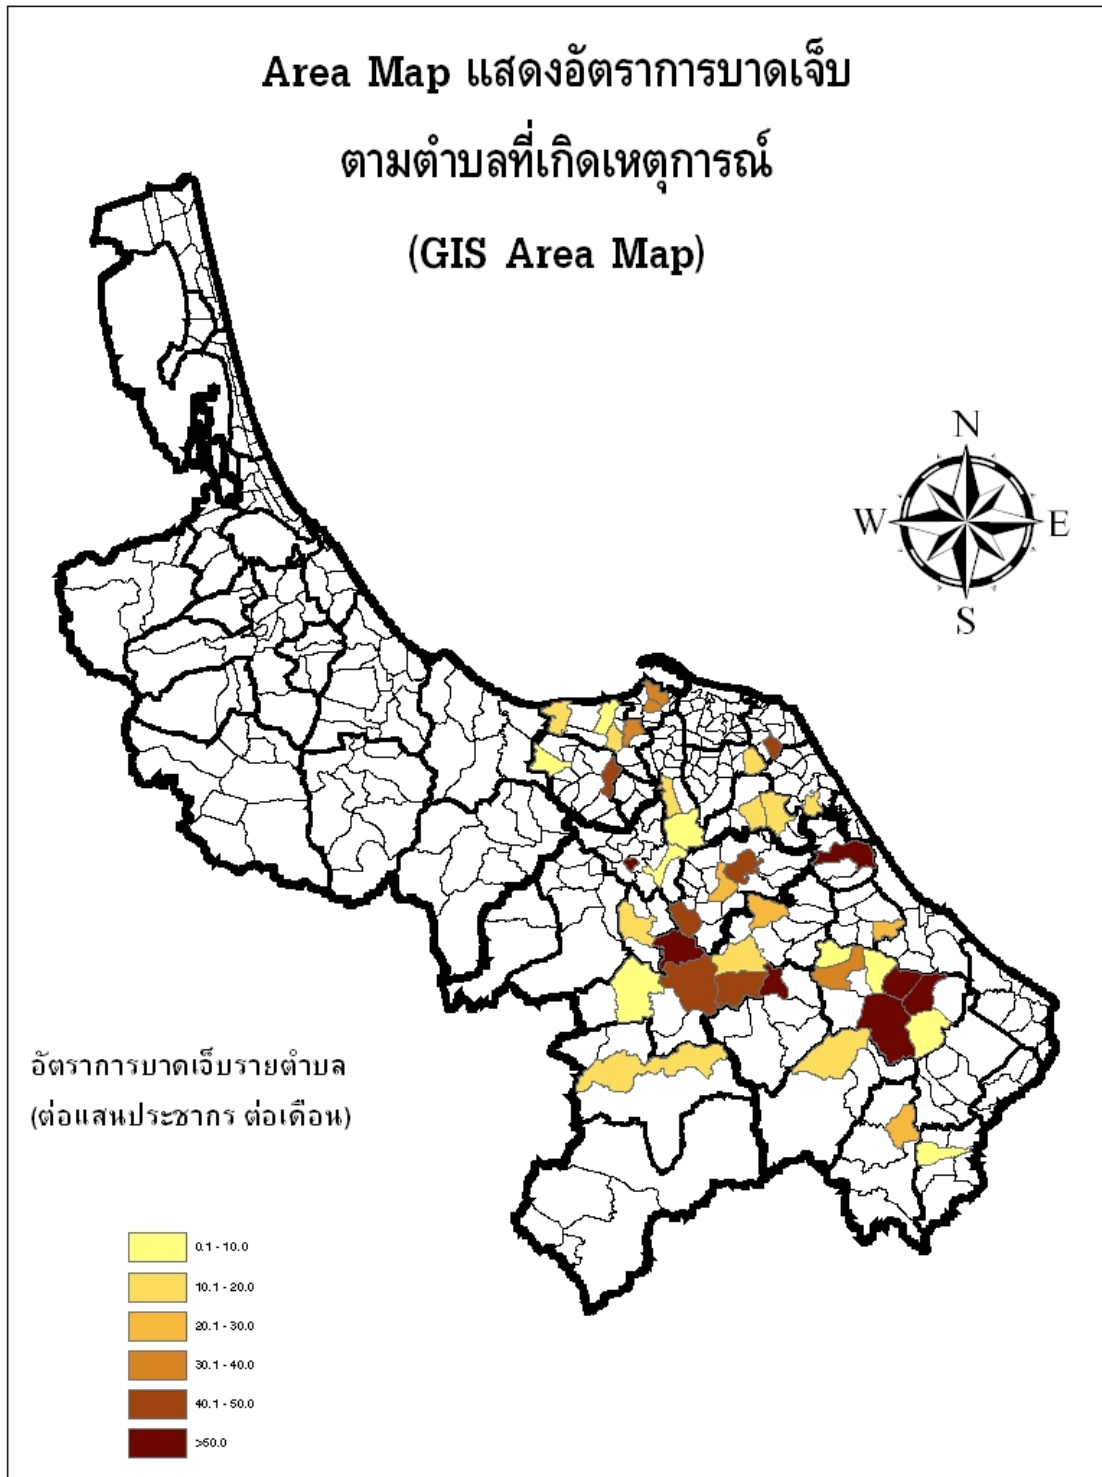 Area Map แสดงอัตราการบาดเจ็บ
ตามตำบลที่เกิดเหตุการณ์
(GIS Area Map)
N
W
E
S
อัตราการบาดเจ็บรายตำบล
(ต่อแสนประชากร ต่อเดือน)
0.1 - 10.0
10.1 - 20.0
20.1 - 30.0
30.1 - 40.0
40.1 - 50.0
>50.0